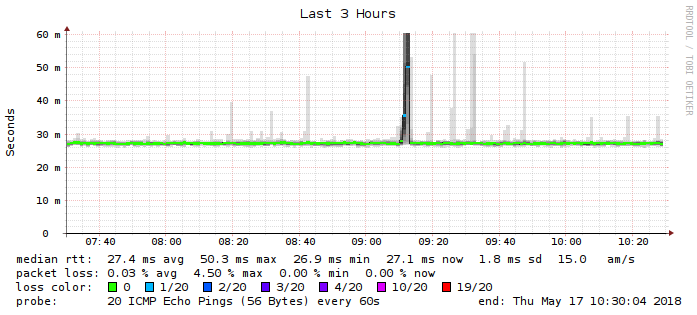 Last 3 Hours
RRDTOOL / TOBI OETIKER
Seconds
60 m
50 m
40 m
30 m
20 m
10 m
0
07:40 08:00 08:20 08:40 09:00 09:20 09:40 10:00 10:20
median rtt: 27.4 ms avg 50.3 ms max 26.9 ms min 27.1 ms now 1.8 ms sd 15.0 am/s
packet loss: 0.03 % avg 4.50 % max 0.00 % min 0.00 % now
loss color: 0 1/20 2/20 3/20 4/20 10/20 19/20
probe: 20 ICMP Echo Pings (56 Bytes) every 60s end: Thu May 17 10:30:04 2018